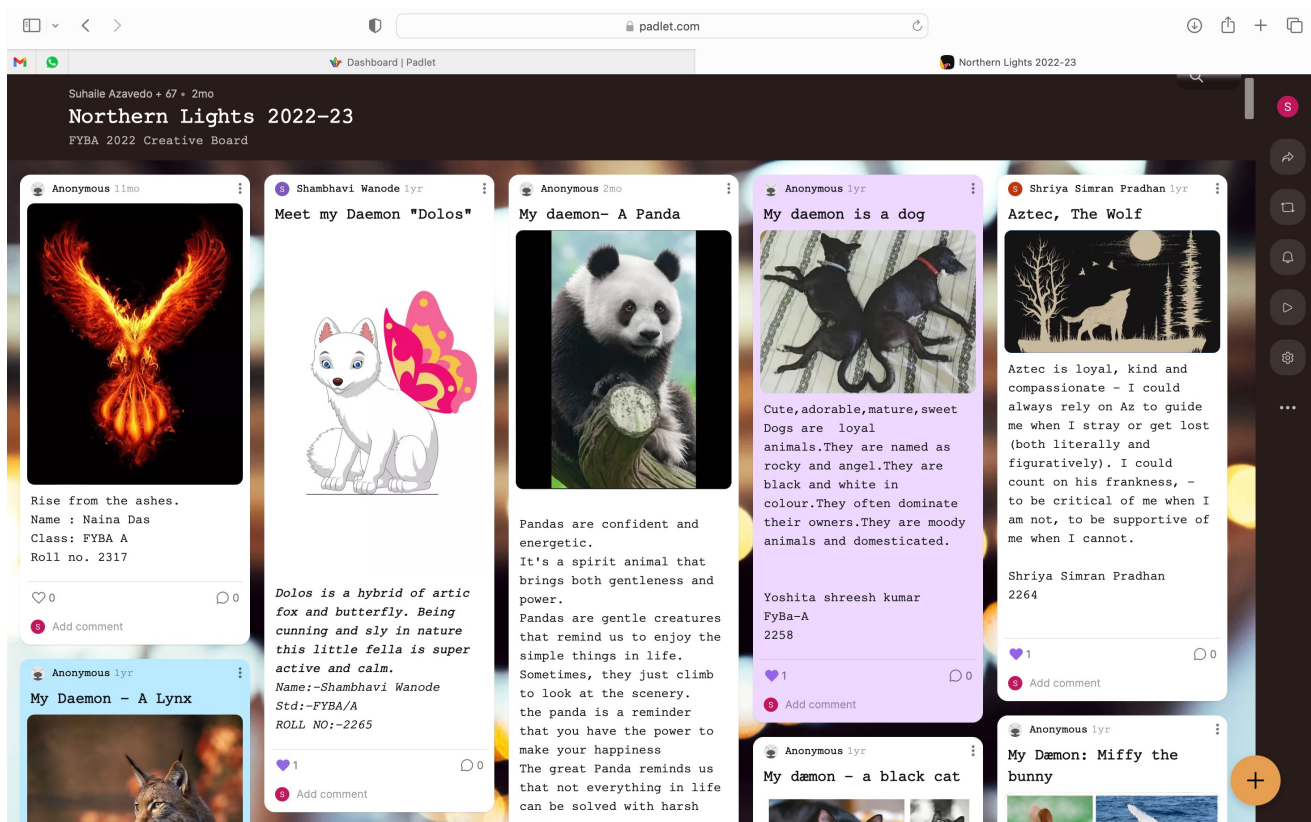 padlet.com
Dashboard | Padlet
Northern Lights 2022-23
Suhaile Azavedo + 67 • 2mo
Northern Lights 2022-23
FYBA 2022 Creative Board
S
Anonymous 11mo
Rise from the ashes.
Name : Naina Das
Class: FYBA A
Roll no. 2317
0
0
S
Add comment
Anonymous 1yr
My Daemon - A Lynx
S
Shambhavi Wanode 1yr
Meet my Daemon "Dolos"
Dolos is a hybrid of artic
fox and butterfly. Being
cunning and sly in nature
this little fella is super
active and calm.
Name:-Shambhavi Wanode
Std:-FYBA/A
ROLL NO:-2265
1
0
S
Add comment
Anonymous 2mo
My daemon- A Panda
Pandas are confident and
energetic.
It's a spirit animal that
brings both gentleness and
power.
Pandas are gentle creatures
that remind us to enjoy the
simple things in life.
Sometimes, they just climb
to look at the scenery.
the panda is a reminder
that you have the power to
make your happiness
The great Panda reminds us
that not everything in life
can be solved with harsh
Anonymous 1yr
My daemon is a dog
Cute,adorable,mature,sweet
Dogs are loyal
animals.They are named as
rocky and angel.They are
black and white in
colour.They often dominate
their owners.They are moody
animals and domesticated.
Yoshita shreesh kumar
FyBa-A
2258
1
0
S
Add comment
Anonymous 1yr
My dæmon - a black cat
S
Shriya Simran Pradhan 1yr
Aztec, The Wolf
Aztec is loyal, kind and
compassionate - I could
always rely on Az to guide
me when I stray or get lost
(both literally and
figuratively). I could
count on his frankness, -
to be critical of me when I
am not, to be supportive of
me when I cannot.
Shriya Simran Pradhan
2264
1
0
S
Add comment
Anonymous 1yr
My Dæmon: Miffy the
bunny